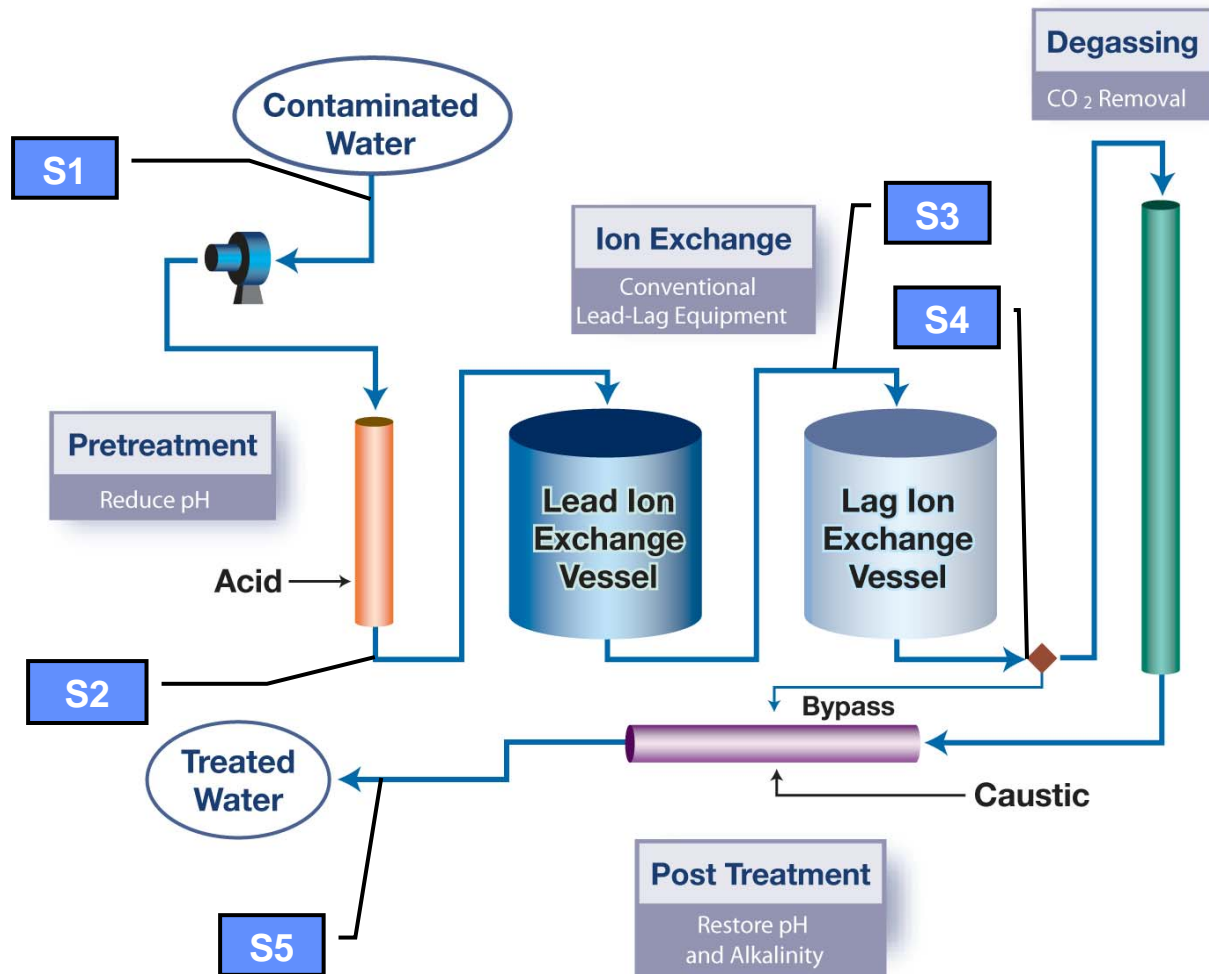 Degassing
CO 2 Removal
Contaminated
Water
S1
S3
Ion Exchange
Conventional
Lead-Lag Equipment
S4
Pretreatment
Reduce pH
Lead Ion
Exchange
Vessel
Lag Ion
Exchange
Vessel
Acid
S2
Bypass
Treated
Water
Caustic
Post Treatment
Restore pH
and Alkalinity
S5